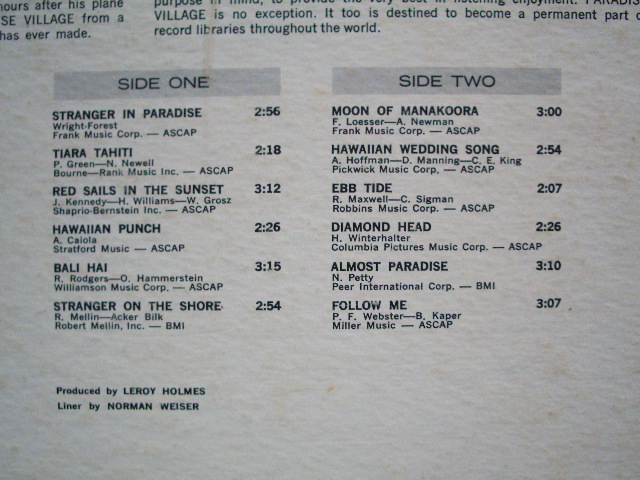 hours after his plane
SE VILLAGE from a
has ever made.
purpose in mind, to provide the very best in listening enjoyment. PARADIS
VILLAGE is no exception. It too is destined to become a permanent part o
record libraries throughout the world.
SIDE ONE
STRANGER IN PARADISE 2:56
Wright-Forest
Frank Music Corp. — ASCAP
TIARA TAHITI 2:18
P. Green—N. Newell
Bourne—Rank Music Inc. — ASCAP
RED SAILS IN THE SUNSET 3:12
J. Kennedy—H. Williams—W. Grosz
Shaprio-Bernstein Inc. — ASCAP
HAWAIIAN PUNCH 2:26
A. Caiola
Stratford Music — ASCAP
BALI HAI 3:15
R. Rodgers—O. Hammerstein
Williamson Music Corp. — ASCAP
STRANGER ON THE SHORE 2:54
R. Mellin—Acker Bilk
Robert Mellin, Inc. — BMI
SIDE TWO
MOON OF MANAKOORA 3:00
F. Loesser—A. Newman
Frank Music Corp. — ASCAP
HAWAIIAN WEDDING SONG 2:54
A. Hoffman—D. Manning—C. E. King
Pickwick Music Corp. — ASCAP
EBB TIDE 2:07
R. Maxwell—C. Sigman
Robbins Music Corp. — ASCAP
DIAMOND HEAD 2:26
H. Winterhalter
Columbia Pictures Music Corp. — ASCAP
ALMOST PARADISE 3:10
N. Petty
Peer International Corp. — BMI
FOLLOW ME 3:07
P. F. Webster—B. Kaper
Miller Music — ASCAP
Produced by LEROY HOLMES
Liner by NORMAN WEISER